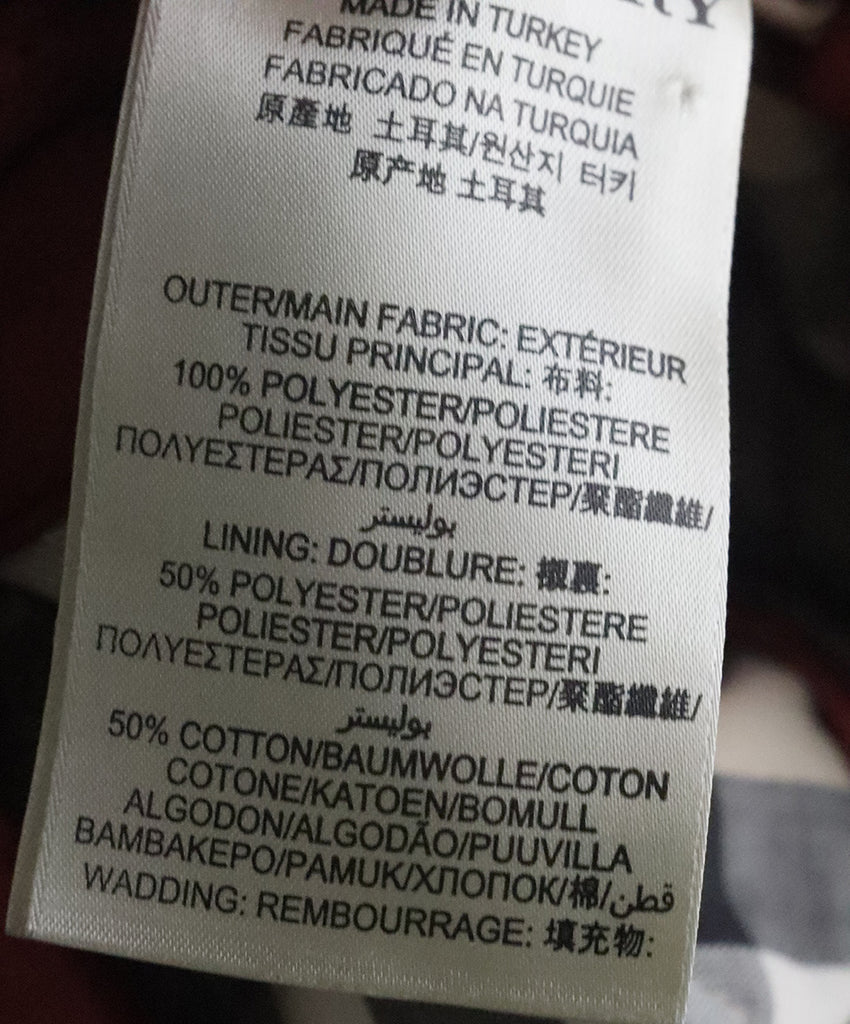 MADE IN TURKEY
FABRIQUÉ EN TURQUIE
FABRICADO NA TURQUIA
原產地 土耳其/원산지 터키
原产地 土耳其
OUTER/MAIN FABRIC: EXTÉRIEUR
TISSU PRINCIPAL: 布料:
100% POLYESTER/POLIESTERE
POLIESTER/POLYESTERI
ΠΟΛΥΕΣΤΕΡΑΣ/ПОЛИЭСТЕР/聚酯纖維/
بوليستر
LINING: DOUBLURE: 襯裏:
50% POLYESTER/POLIESTERE
POLIESTER/POLYESTERI
ΠΟΛΥΕΣΤΕΡΑΣ/ПОЛИЭСТЕР/聚酯纖維/
بوليستر
50% COTTON/BAUMWOLLE/COTON
COTONE/KATOEN/BOMULL
ALGODON/ALGODÃO/PUUVILLA
ΒΑΜΒΑΚΕΡΟ/PAMUK/ХЛОПОК/棉/قطن
WADDING: REMBOURRAGE: 填充物: